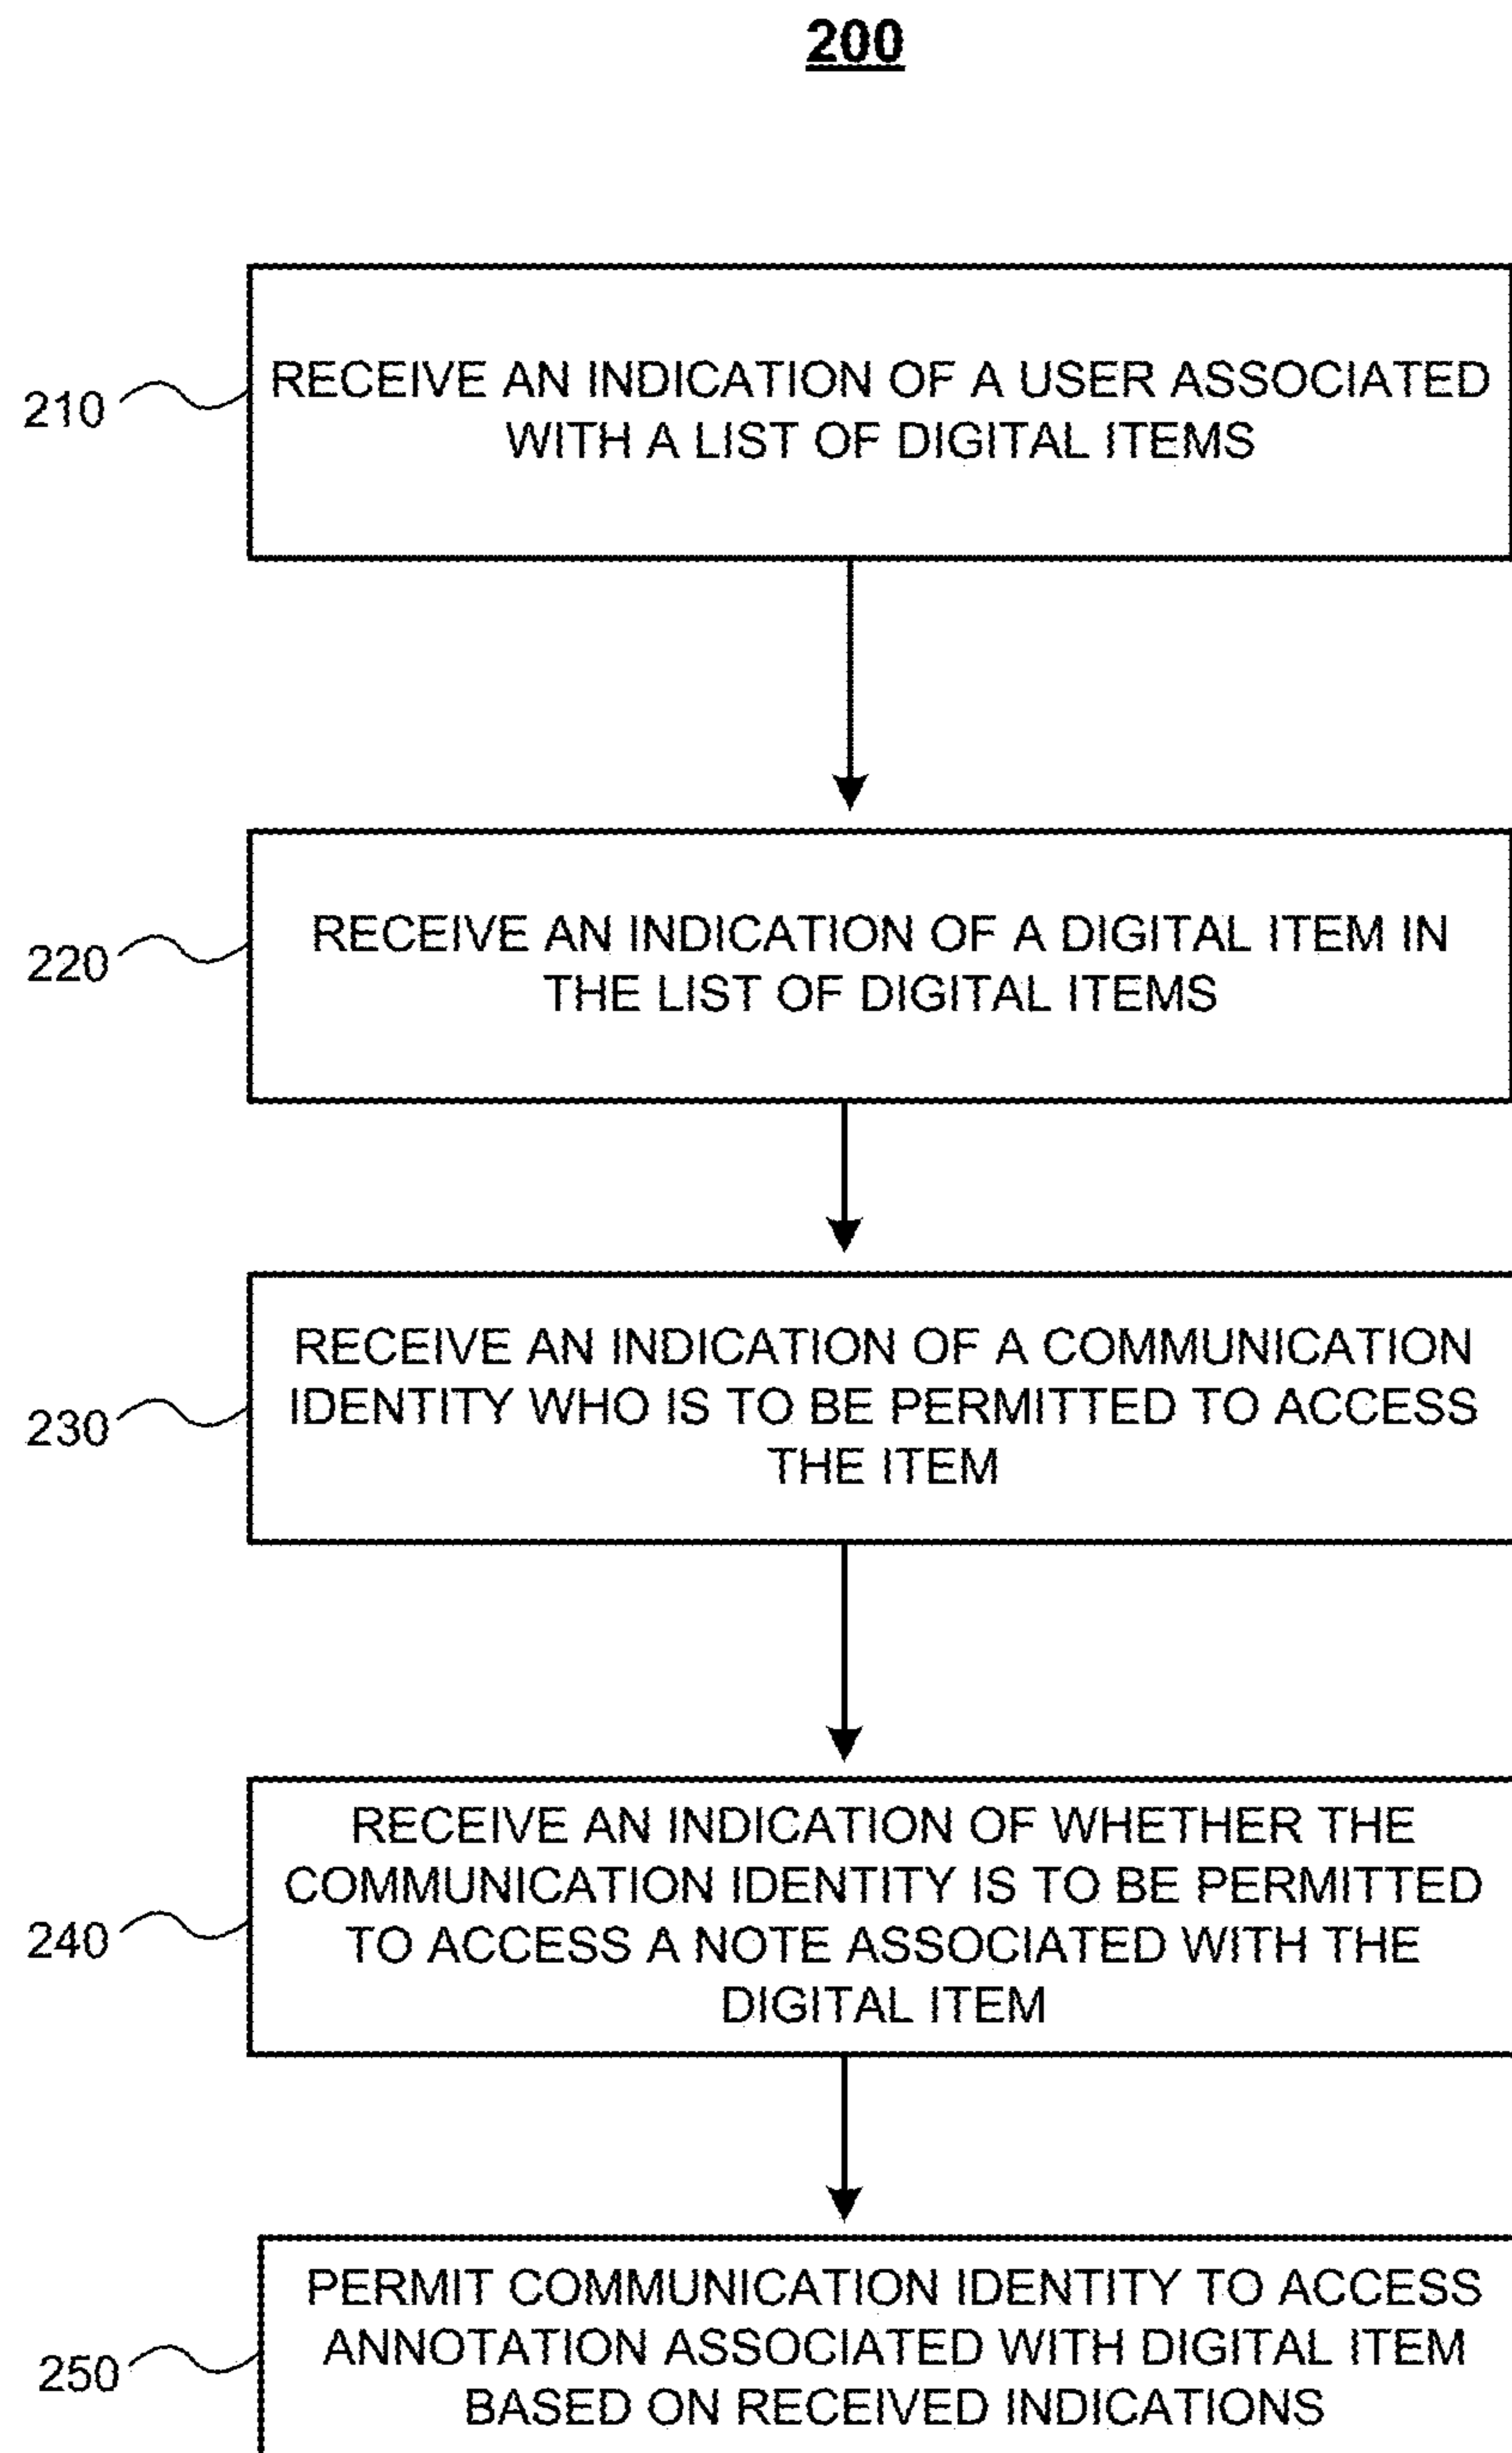 200
210
RECEIVE AN INDICATION OF A USER ASSOCIATED
WITH A LIST OF DIGITAL ITEMS
220
RECEIVE AN INDICATION OF A DIGITAL ITEM IN
THE LIST OF DIGITAL ITEMS
230
RECEIVE AN INDICATION OF A COMMUNICATION
IDENTITY WHO IS TO BE PERMITTED TO ACCESS
THE ITEM
240
RECEIVE AN INDICATION OF WHETHER THE
COMMUNICATION IDENTITY IS TO BE PERMITTED
TO ACCESS A NOTE ASSOCIATED WITH THE
DIGITAL ITEM
250
PERMIT COMMUNICATION IDENTITY TO ACCESS
ANNOTATION ASSOCIATED WITH DIGITAL ITEM
BASED ON RECEIVED INDICATIONS